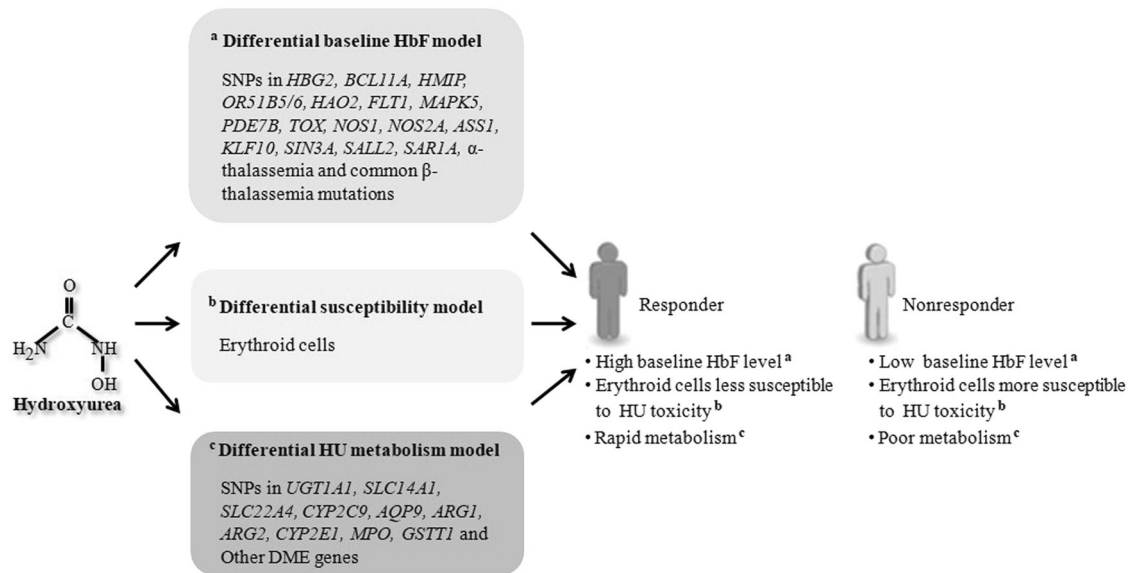 a Differential baseline HbF model
SNPs in HBG2, BCL11A, HMIP,
OR51B5/6, HAO2, FLT1, MAPK5,
PDE7B, TOX, NOS1, NOS2A, ASS1,
KLF10, SIN3A, SALL2, SAR1A, α-
thalassemia and common β-
thalassemia mutations
O
C
H₂N
NH
OH
Hydroxyurea
b Differential susceptibility model
Erythroid cells
c Differential HU metabolism model
SNPs in UGT1A1, SLC14A1,
SLC22A4, CYP2C9, AQP9, ARG1,
ARG2, CYP2E1, MPO, GSTT1 and
Other DME genes
Responder
• High baseline HbF level a
• Erythroid cells less susceptible
to HU toxicity b
• Rapid metabolism c
Nonresponder
• Low baseline HbF level a
• Erythroid cells more susceptible
to HU toxicity b
• Poor metabolism c